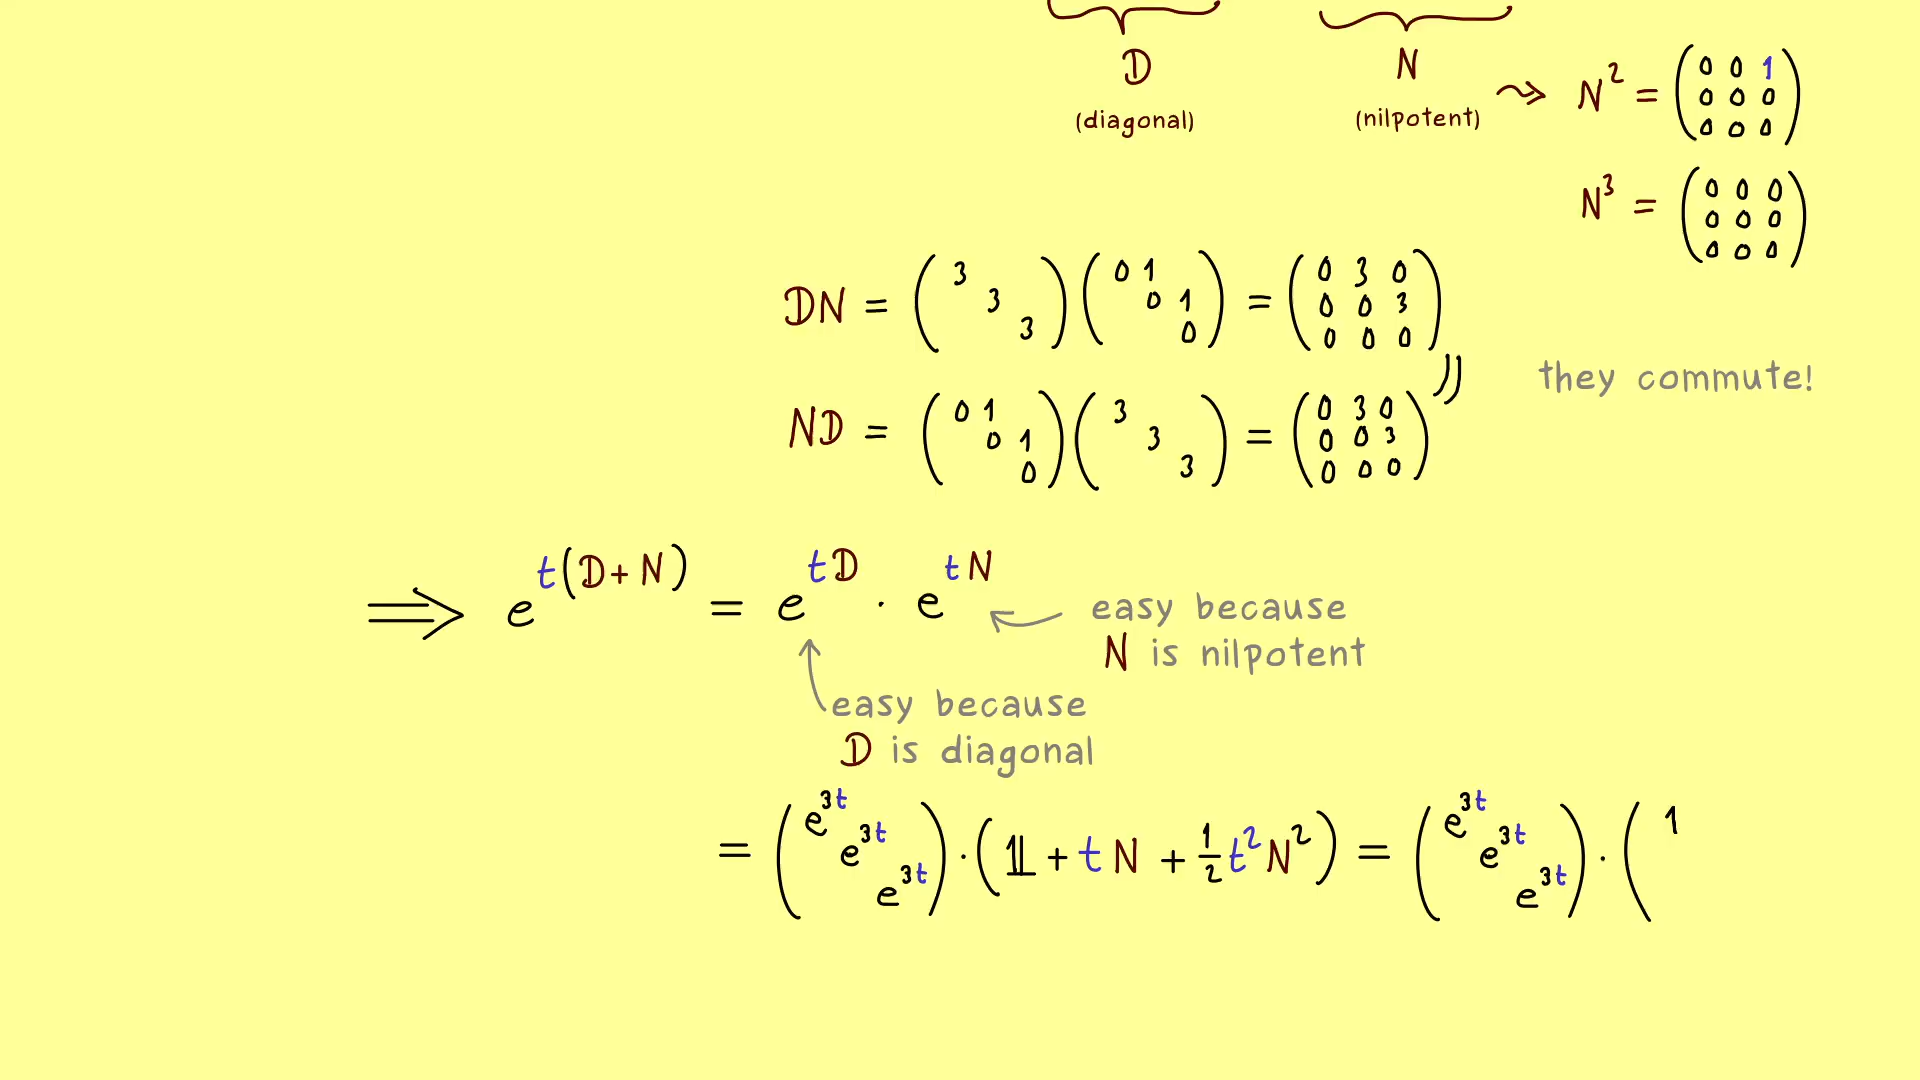 D N
(diagonal) (nilpotent) ⇝ N² = (0 0 1
0 0 0
0 0 0)
N³ = (0 0 0
0 0 0
0 0 0)
DN = (3
3
3) (0 1
0 1
0) = (0 3 0
0 0 3
0 0 0)
they commute!
ND = (0 1
0 1
0) (3
3
3) = (0 3 0
0 0 3
0 0 0)
⟹ e^{t(D+N)} = e^{tD} · e^{tN}
easy because
N is nilpotent
easy because
D is diagonal
= (e^{3t}
e^{3t}
e^{3t}) · (𝟙 + tN + ½t²N²) = (e^{3t}
e^{3t}
e^{3t}) · (1